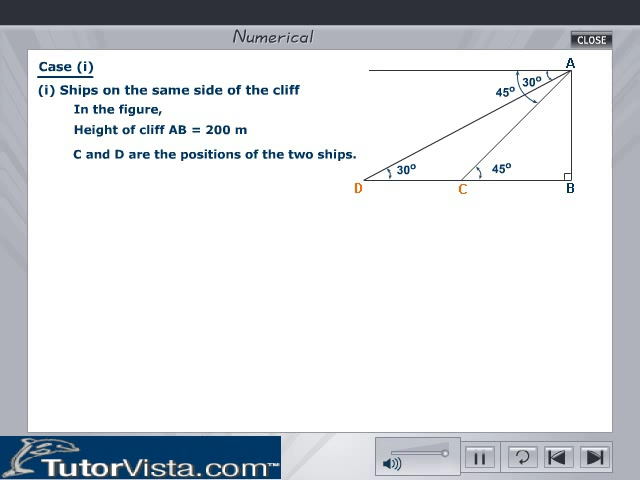 Numerical
CLOSE
Case (i)
(i) Ships on the same side of the cliff
In the figure,
Height of cliff AB = 200 m
C and D are the positions of the two ships.
A
30°
45°
30°
45°
D
C
B
TutorVista.com™